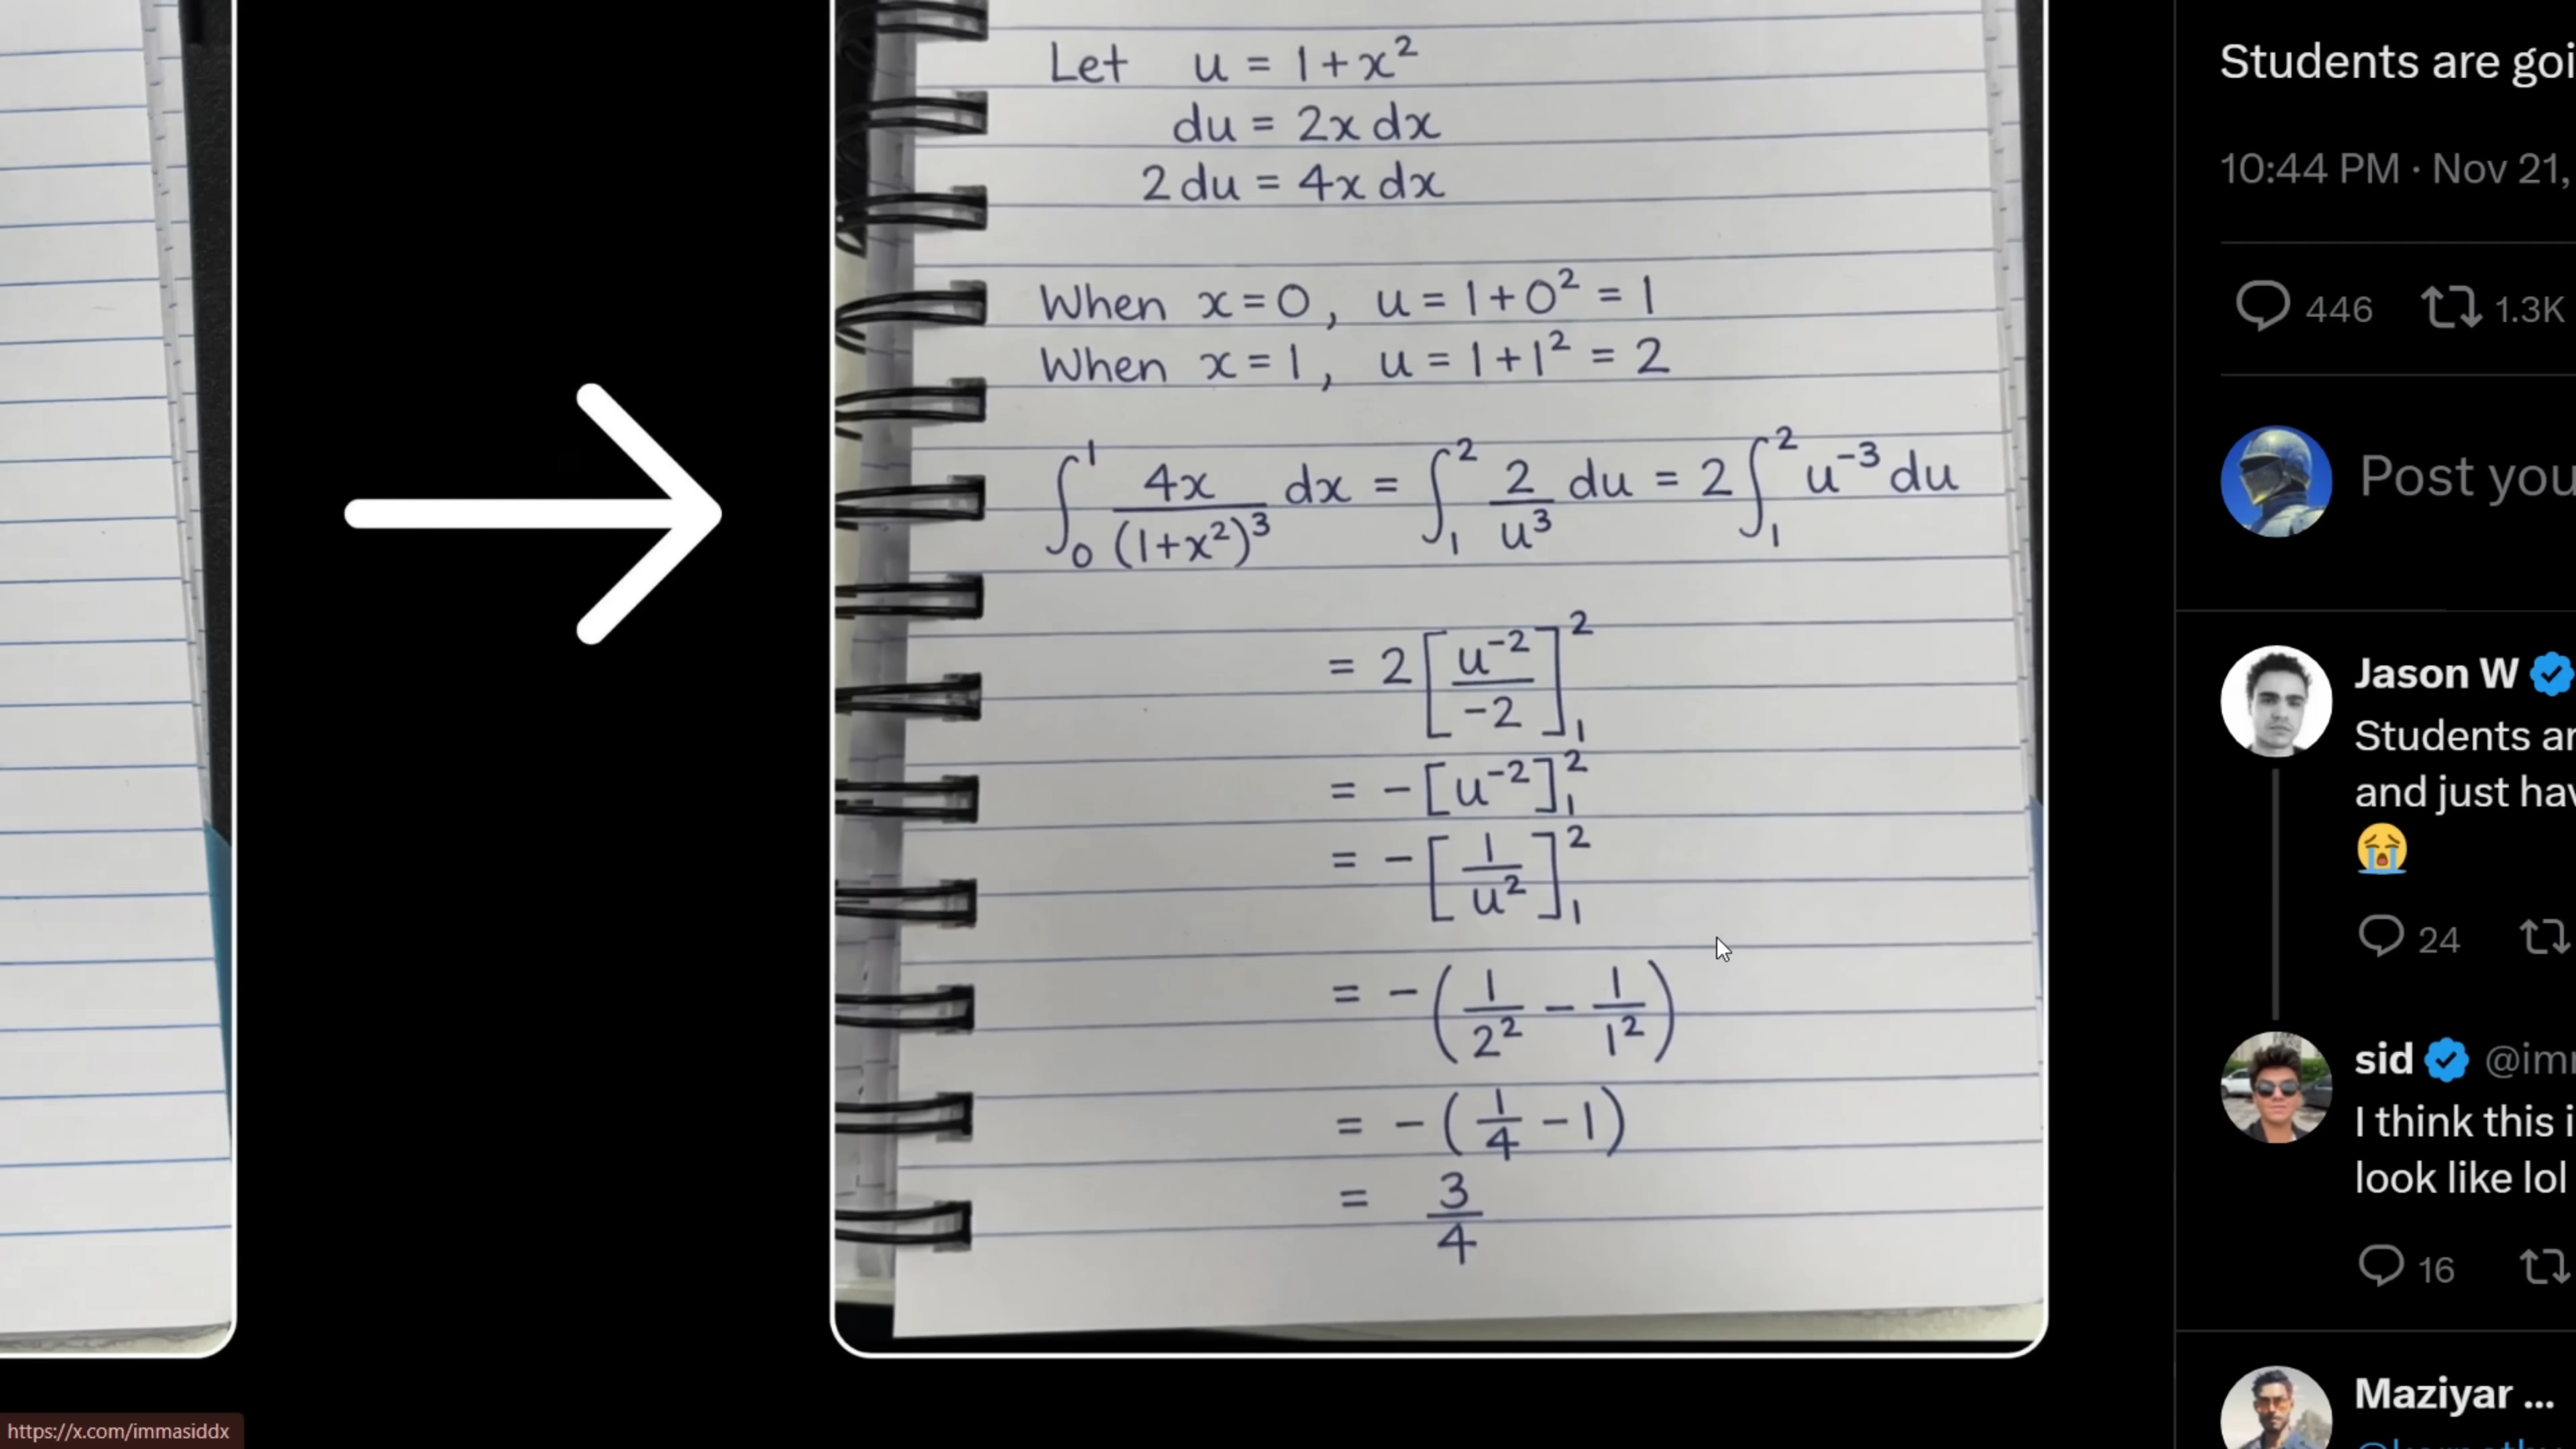 Let u = 1+x²
du = 2x dx
2 du = 4x dx
When x=0, u = 1+0² = 1
When x=1, u = 1+1² = 2
∫₀¹ 4x/(1+x²)³ dx = ∫₁² 2/u³ du = 2∫₁² u⁻³ du
= 2[u⁻²/-2]₁²
= -[u⁻²]₁²
= -[1/u²]₁²
= -(1/2² - 1/1²)
= -(1/4 - 1)
= 3/4
https://x.com/immasiddx
Students are goi
10:44 PM · Nov 21,
446 1.3K
Post you
Jason W
Students ar
and just hav
😭
24
sid @imm
I think this i
look like lol
16
Maziyar ...